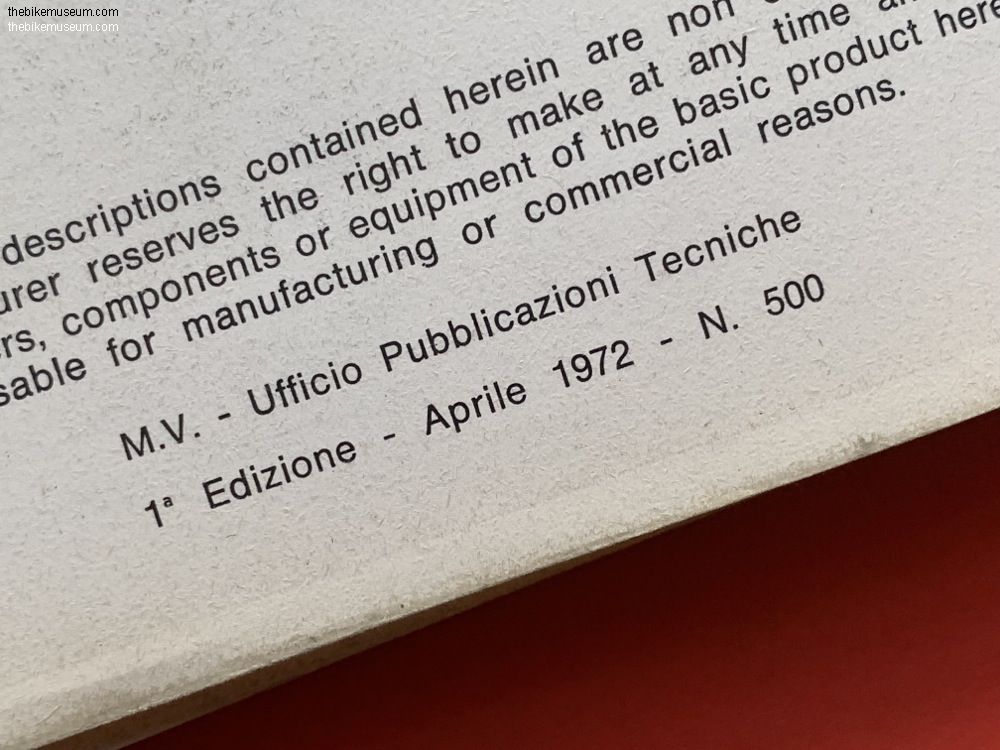 thebikemuseum.com
thebikemuseum.com
descriptions contained herein are non
urer reserves the right to make at any time
rs, components or equipment of the basic product here
sable for manufacturing or commercial reasons.
M.V. - Ufficio Pubblicazioni Tecniche
1ª Edizione - Aprile 1972 - N. 500